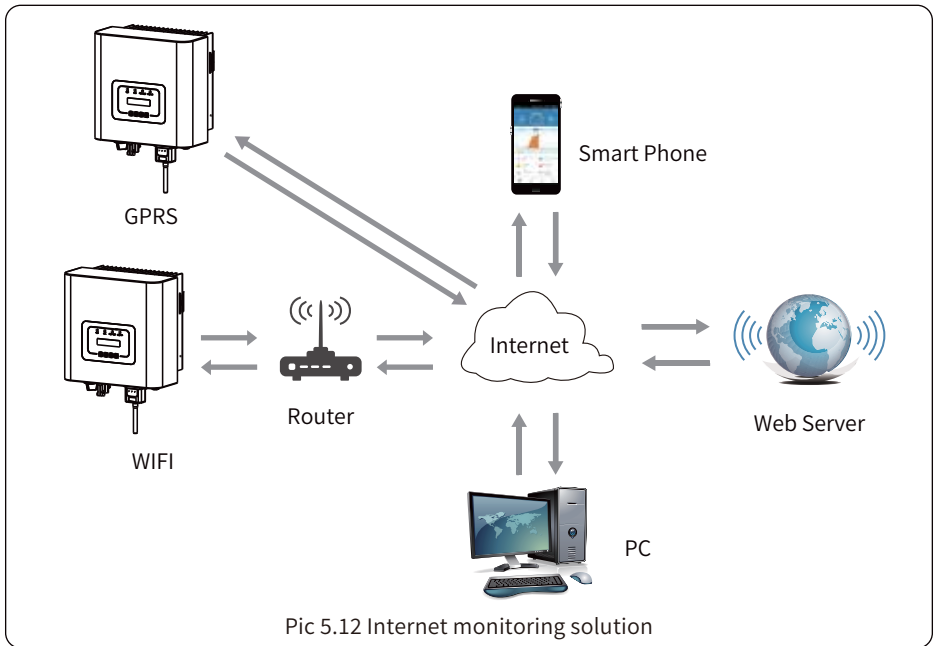 Smart Phone
GPRS
Internet
Router
Web Server
WIFI
PC
Pic 5.12 Internet monitoring solution